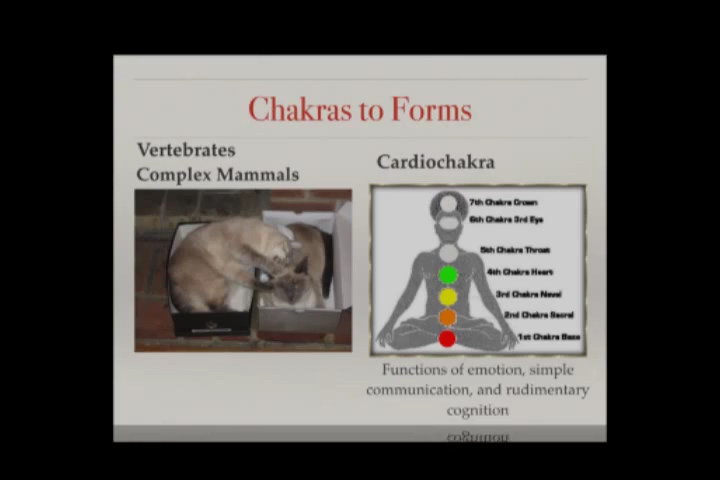 Chakras to Forms
Vertebrates
Complex Mammals
Cardiochakra
7th Chakra Crown
6th Chakra 3rd Eye
5th Chakra Throat
4th Chakra Heart
3rd Chakra Navel
2nd Chakra Sacral
1st Chakra Base
Functions of emotion, simple
communication, and rudimentary
cognition